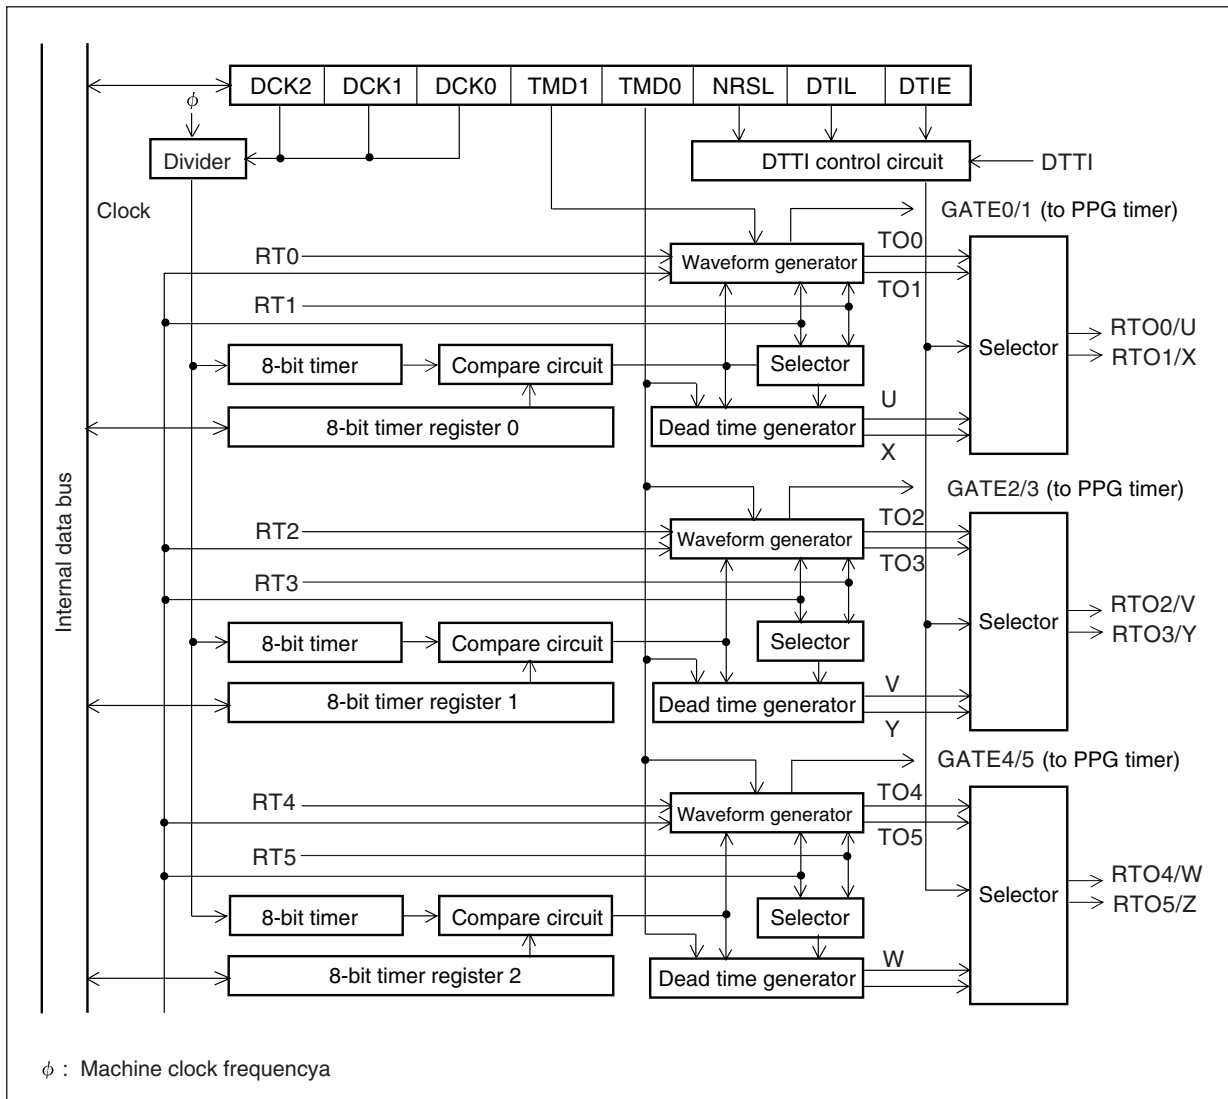 DCK2 DCK1 DCK0 TMD1 TMD0 NRSL DTIL DTIE
φ
Divider
DTTI control circuit
DTTI
Clock
GATE0/1 (to PPG timer)
RT0
Waveform generator
TO0
TO1
RT1
RTO0/U
RTO1/X
Selector
8-bit timer
Compare circuit
Selector
8-bit timer register 0
Dead time generator
U
X
Internal data bus
GATE2/3 (to PPG timer)
RT2
Waveform generator
TO2
TO3
RT3
RTO2/V
RTO3/Y
Selector
8-bit timer
Compare circuit
Selector
8-bit timer register 1
Dead time generator
V
Y
GATE4/5 (to PPG timer)
RT4
Waveform generator
TO4
TO5
RT5
RTO4/W
RTO5/Z
Selector
8-bit timer
Compare circuit
Selector
8-bit timer register 2
Dead time generator
W
φ : Machine clock frequencya